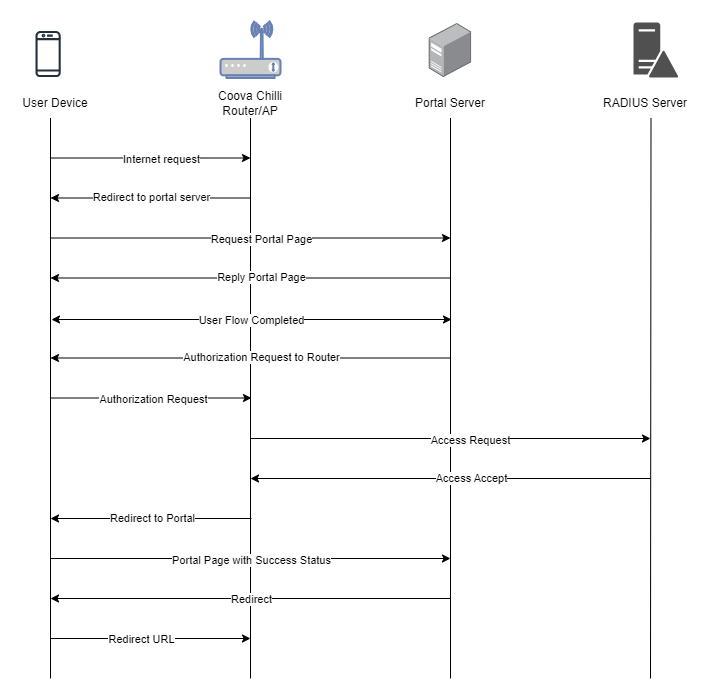 User Device
Coova Chilli
Router/AP
Portal Server
RADIUS Server
Internet request
Redirect to portal server
Request Portal Page
Reply Portal Page
User Flow Completed
Authorization Request to Router
Authorization Request
Access Request
Access Accept
Redirect to Portal
Portal Page with Success Status
Redirect
Redirect URL